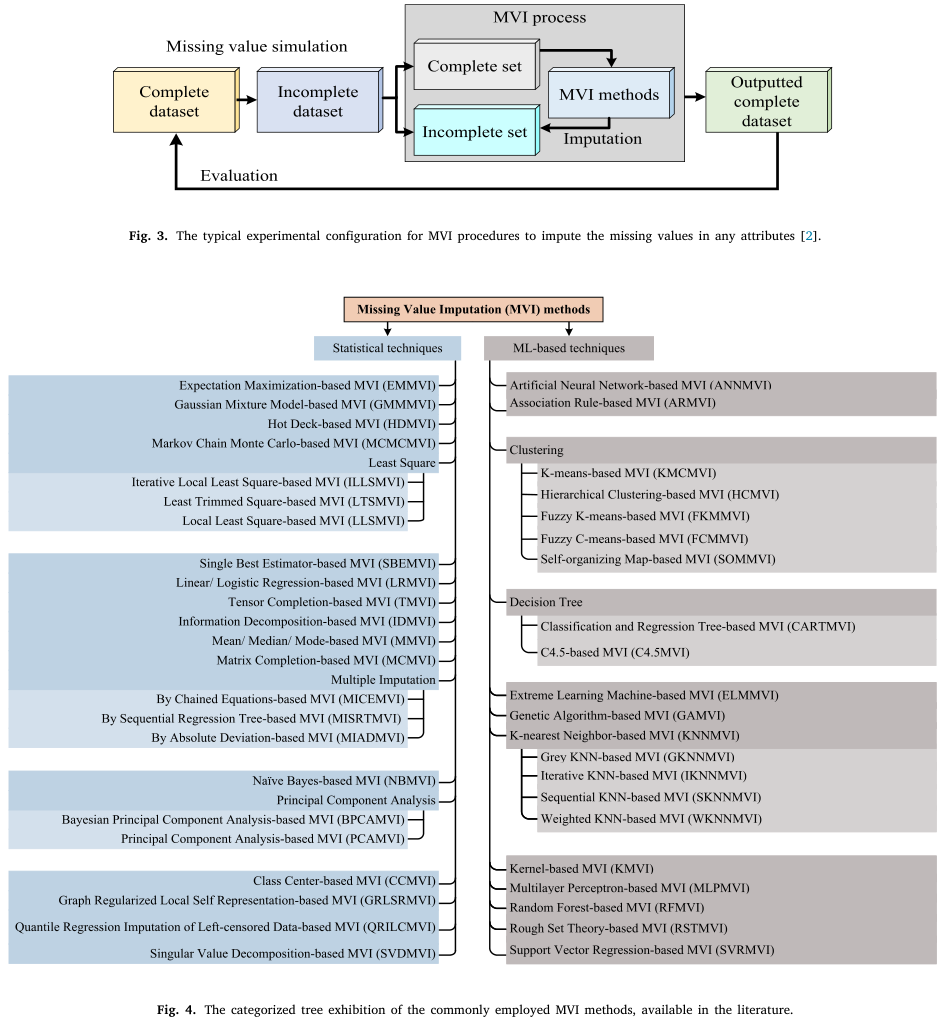 MVI process
Missing value simulation
Complete set
Complete
dataset
Incomplete
dataset
MVI methods
Outputted
complete
dataset
Incomplete set
Imputation
Evaluation
Fig. 3. The typical experimental configuration for MVI procedures to impute the missing values in any attributes [2].
Missing Value Imputation (MVI) methods
Statistical techniques
Expectation Maximization-based MVI (EMMVI)
Gaussian Mixture Model-based MVI (GMMMVI)
Hot Deck-based MVI (HDMVI)
Markov Chain Monte Carlo-based MVI (MCMCMVI)
Least Square
Iterative Local Least Square-based MVI (ILLSMVI)
Least Trimmed Square-based MVI (LTSMVI)
Local Least Square-based MVI (LLSMVI)
Single Best Estimator-based MVI (SBEMVI)
Linear/ Logistic Regression-based MVI (LRMVI)
Tensor Completion-based MVI (TMVI)
Information Decomposition-based MVI (IDMVI)
Mean/ Median/ Mode-based MVI (MMVI)
Matrix Completion-based MVI (MCMVI)
Multiple Imputation
By Chained Equations-based MVI (MICEMVI)
By Sequential Regression Tree-based MVI (MISRTMVI)
By Absolute Deviation-based MVI (MIADMVI)
Naïve Bayes-based MVI (NBMVI)
Principal Component Analysis
Bayesian Principal Component Analysis-based MVI (BPCAMVI)
Principal Component Analysis-based MVI (PCAMVI)
Class Center-based MVI (CCMVI)
Graph Regularized Local Self Representation-based MVI (GRLSRMVI)
Quantile Regression Imputation of Left-censored Data-based MVI (QRILCMVI)
Singular Value Decomposition-based MVI (SVDMVI)
ML-based techniques
Artificial Neural Network-based MVI (ANNMVI)
Association Rule-based MVI (ARMVI)
Clustering
K-means-based MVI (KMCMVI)
Hierarchical Clustering-based MVI (HCMVI)
Fuzzy K-means-based MVI (FKMMVI)
Fuzzy C-means-based MVI (FCMMVI)
Self-organizing Map-based MVI (SOMMVI)
Decision Tree
Classification and Regression Tree-based MVI (CARTMVI)
C4.5-based MVI (C4.5MVI)
Extreme Learning Machine-based MVI (ELMMVI)
Genetic Algorithm-based MVI (GAMVI)
K-nearest Neighbor-based MVI (KNNMVI)
Grey KNN-based MVI (GKNNMVI)
Iterative KNN-based MVI (IKNNMVI)
Sequential KNN-based MVI (SKNNMVI)
Weighted KNN-based MVI (WKNNMVI)
Kernel-based MVI (KMVI)
Multilayer Perceptron-based MVI (MLPMVI)
Random Forest-based MVI (RFMVI)
Rough Set Theory-based MVI (RSTMVI)
Support Vector Regression-based MVI (SVRMVI)
Fig. 4. The categorized tree exhibition of the commonly employed MVI methods, available in the literature.